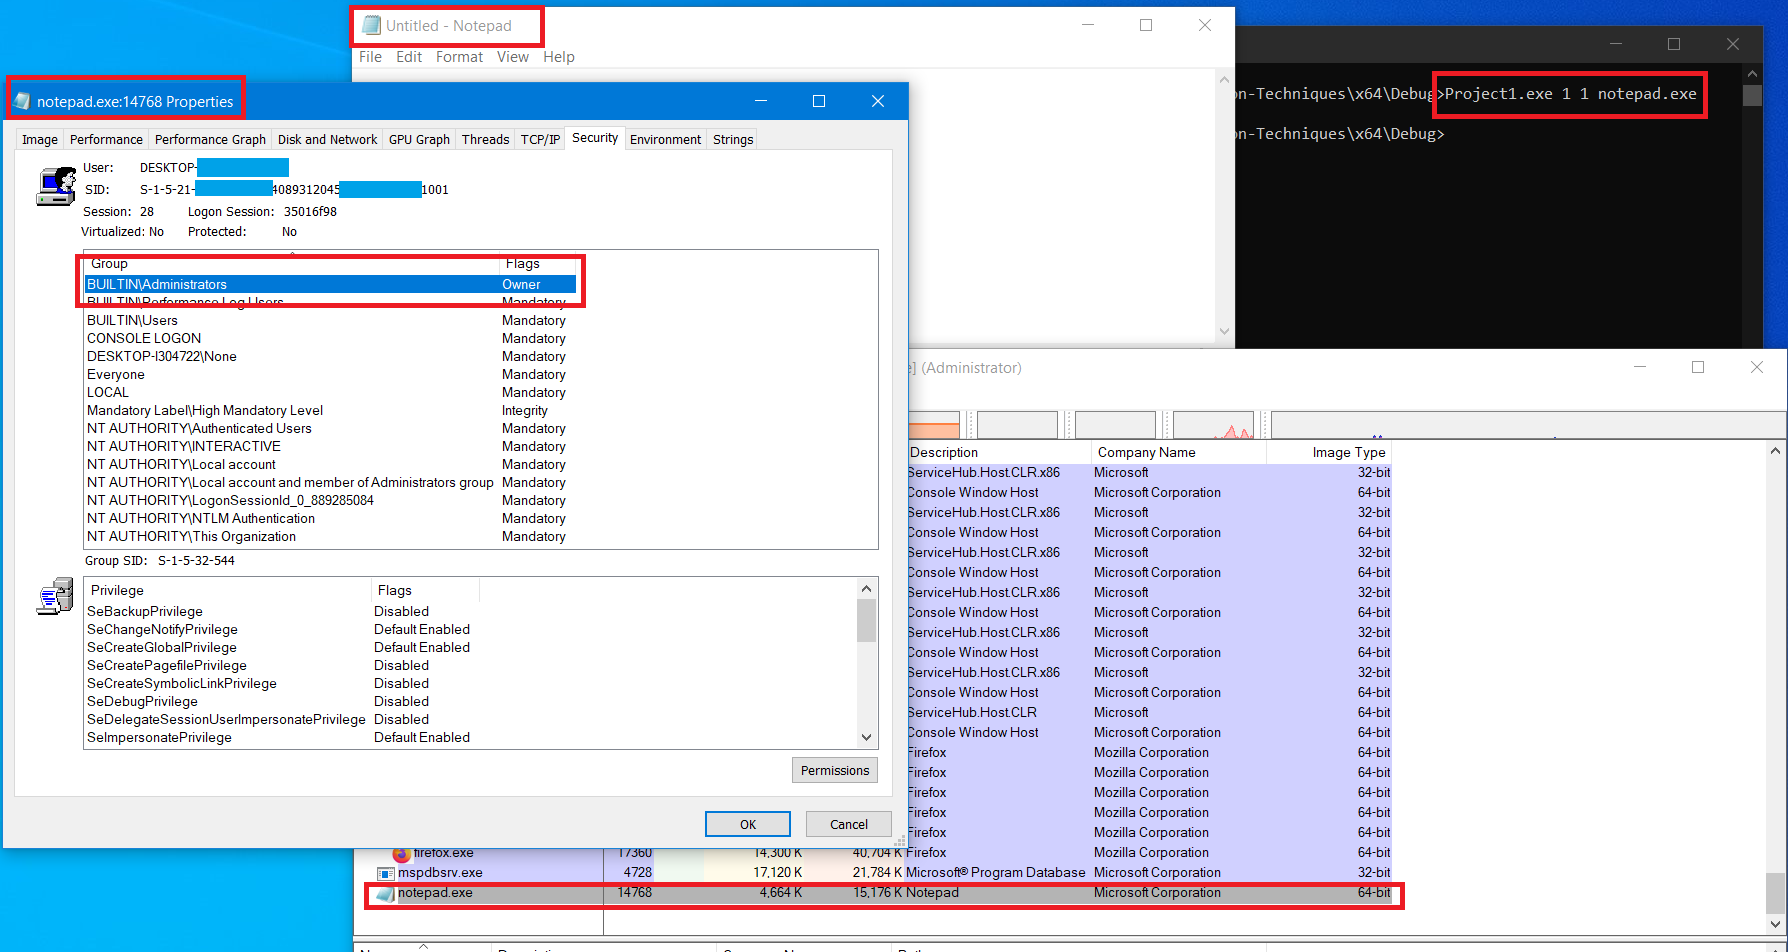 Untitled - Notepad
File Edit Format View Help
on-Techniques\x64\Debug>Project1.exe 1 1 notepad.exe
on-Techniques\x64\Debug>
notepad.exe:14768 Properties
Image Performance Performance Graph Disk and Network GPU Graph Threads TCP/IP Security Environment Strings
User: DESKTOP-
SID: S-1-5-21- 4089312045 1001
Session: 28 Logon Session: 35016f98
Virtualized: No Protected: No
Group Flags
BUILTIN\Administrators Owner
BUILTIN\Performance Log Users Mandatory
BUILTIN\Users Mandatory
CONSOLE LOGON Mandatory
DESKTOP-I304722\None Mandatory
Everyone Mandatory
LOCAL Mandatory
Mandatory Label\High Mandatory Level Integrity
NT AUTHORITY\Authenticated Users Mandatory
NT AUTHORITY\INTERACTIVE Mandatory
NT AUTHORITY\Local account Mandatory
NT AUTHORITY\Local account and member of Administrators group Mandatory
NT AUTHORITY\LogonSessionId_0_889285084 Mandatory
NT AUTHORITY\NTLM Authentication Mandatory
NT AUTHORITY\This Organization Mandatory
Group SID: S-1-5-32-544
Privilege Flags
SeBackupPrivilege Disabled
SeChangeNotifyPrivilege Default Enabled
SeCreateGlobalPrivilege Default Enabled
SeCreatePagefilePrivilege Disabled
SeCreateSymbolicLinkPrivilege Disabled
SeDebugPrivilege Disabled
SeDelegateSessionUserImpersonatePrivilege Disabled
SeImpersonatePrivilege Default Enabled
Permissions
OK Cancel
e] (Administrator)
Description Company Name Image Type
ServiceHub.Host.CLR.x86 Microsoft 32-bit
Console Window Host Microsoft Corporation 64-bit
ServiceHub.Host.CLR.x86 Microsoft 32-bit
Console Window Host Microsoft Corporation 64-bit
ServiceHub.Host.CLR.x86 Microsoft 32-bit
Console Window Host Microsoft Corporation 64-bit
ServiceHub.Host.CLR.x86 Microsoft 32-bit
Console Window Host Microsoft Corporation 64-bit
ServiceHub.Host.CLR.x86 Microsoft 32-bit
Console Window Host Microsoft Corporation 64-bit
ServiceHub.Host.CLR.x86 Microsoft 32-bit
Console Window Host Microsoft Corporation 64-bit
ServiceHub.Host.CLR Microsoft 64-bit
Console Window Host Microsoft Corporation 64-bit
Firefox Mozilla Corporation 64-bit
Firefox Mozilla Corporation 64-bit
Firefox Mozilla Corporation 64-bit
Firefox Mozilla Corporation 64-bit
Firefox Mozilla Corporation 64-bit
firefox.exe 17360 14,300 K 40,704 K Firefox Mozilla Corporation 64-bit
mspdbsrv.exe 4728 17,120 K 21,784 K Microsoft® Program Database Microsoft Corporation 32-bit
notepad.exe 14768 4,664 K 15,176 K Notepad Microsoft Corporation 64-bit